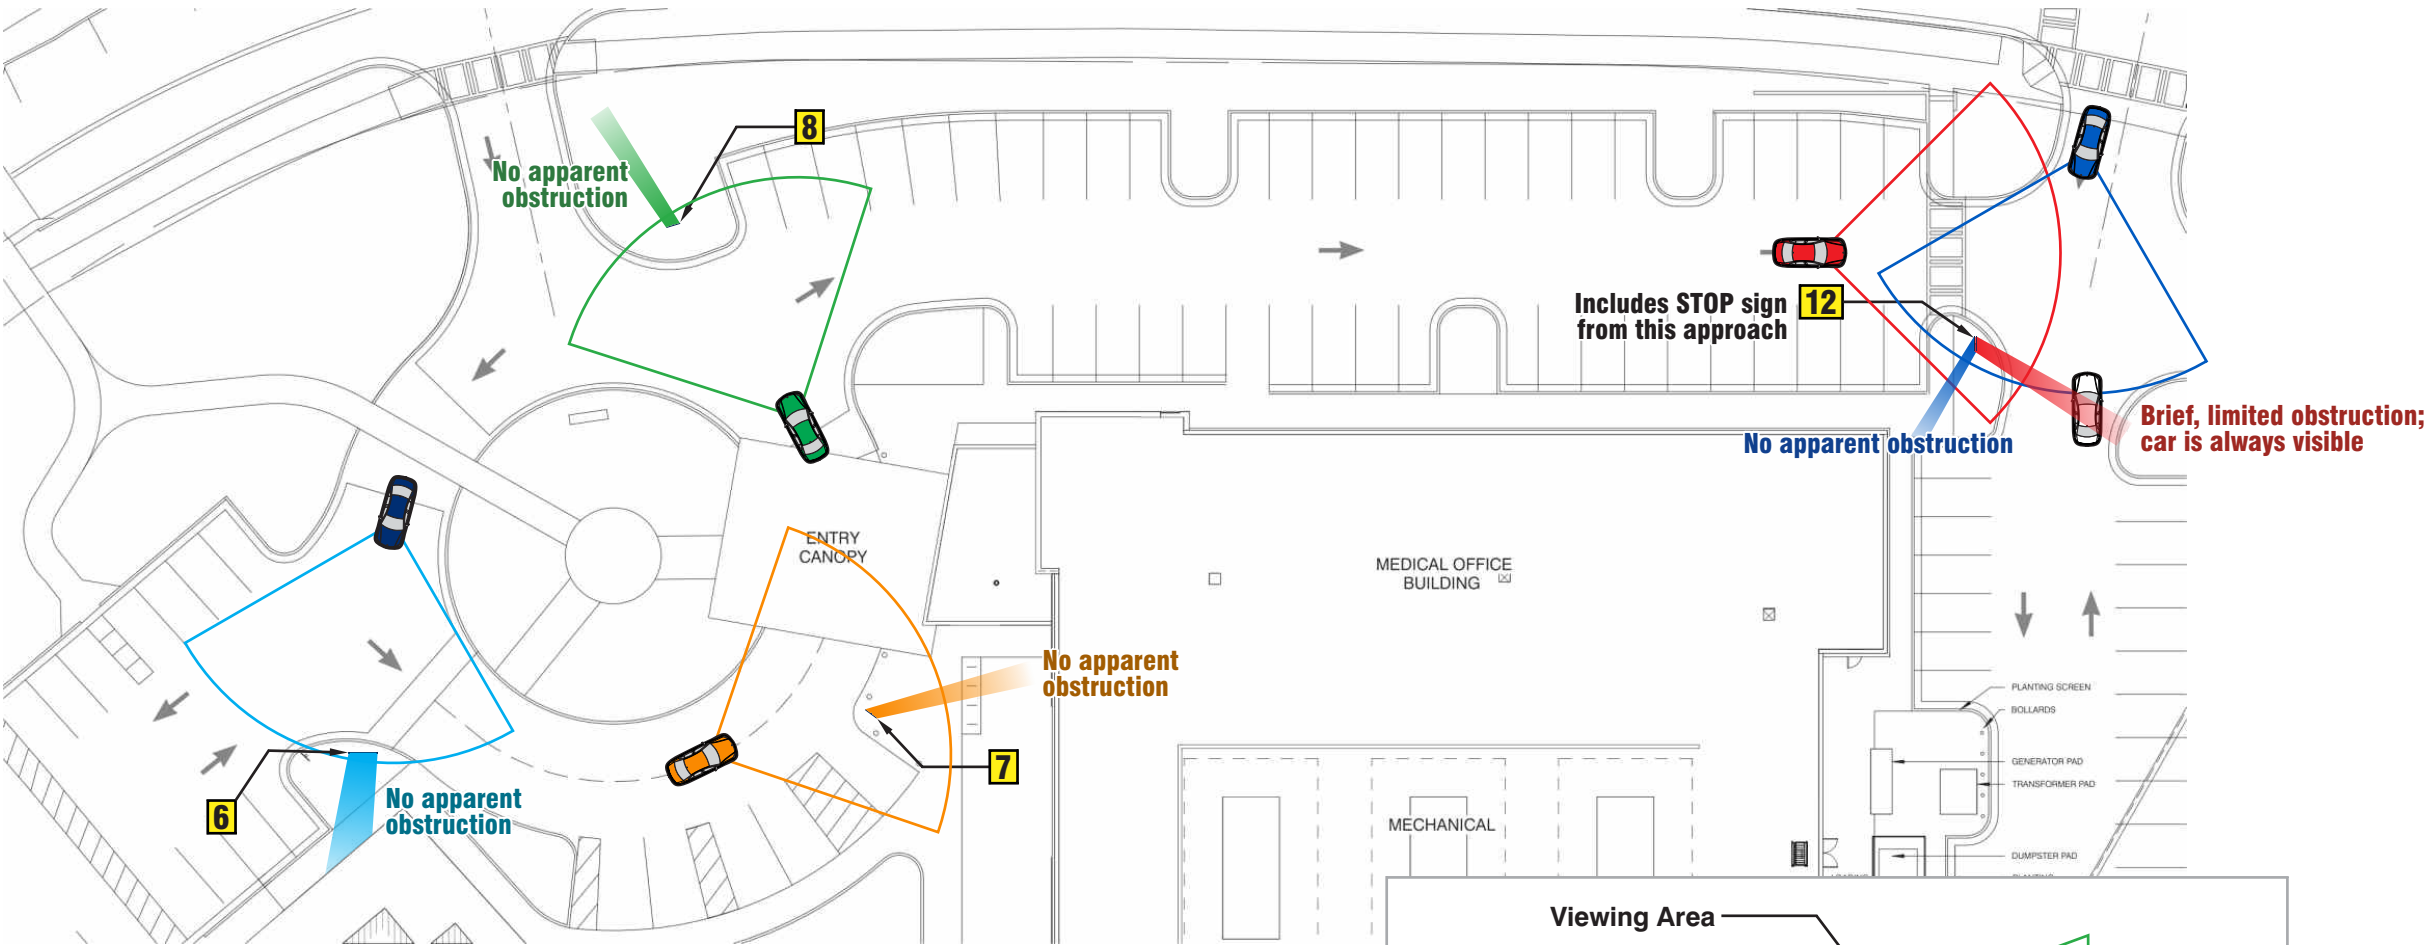 8
No apparent
obstruction
Includes STOP sign
from this approach
12
No apparent obstruction
Brief, limited obstruction;
car is always visible
ENTRY
CANOPY
MEDICAL OFFICE
BUILDING
No apparent
obstruction
7
6
No apparent
obstruction
MECHANICAL
PLANTING SCREEN
BOLLARDS
GENERATOR PAD
TRANSFORMER PAD
DUMPSTER PAD
Viewing Area